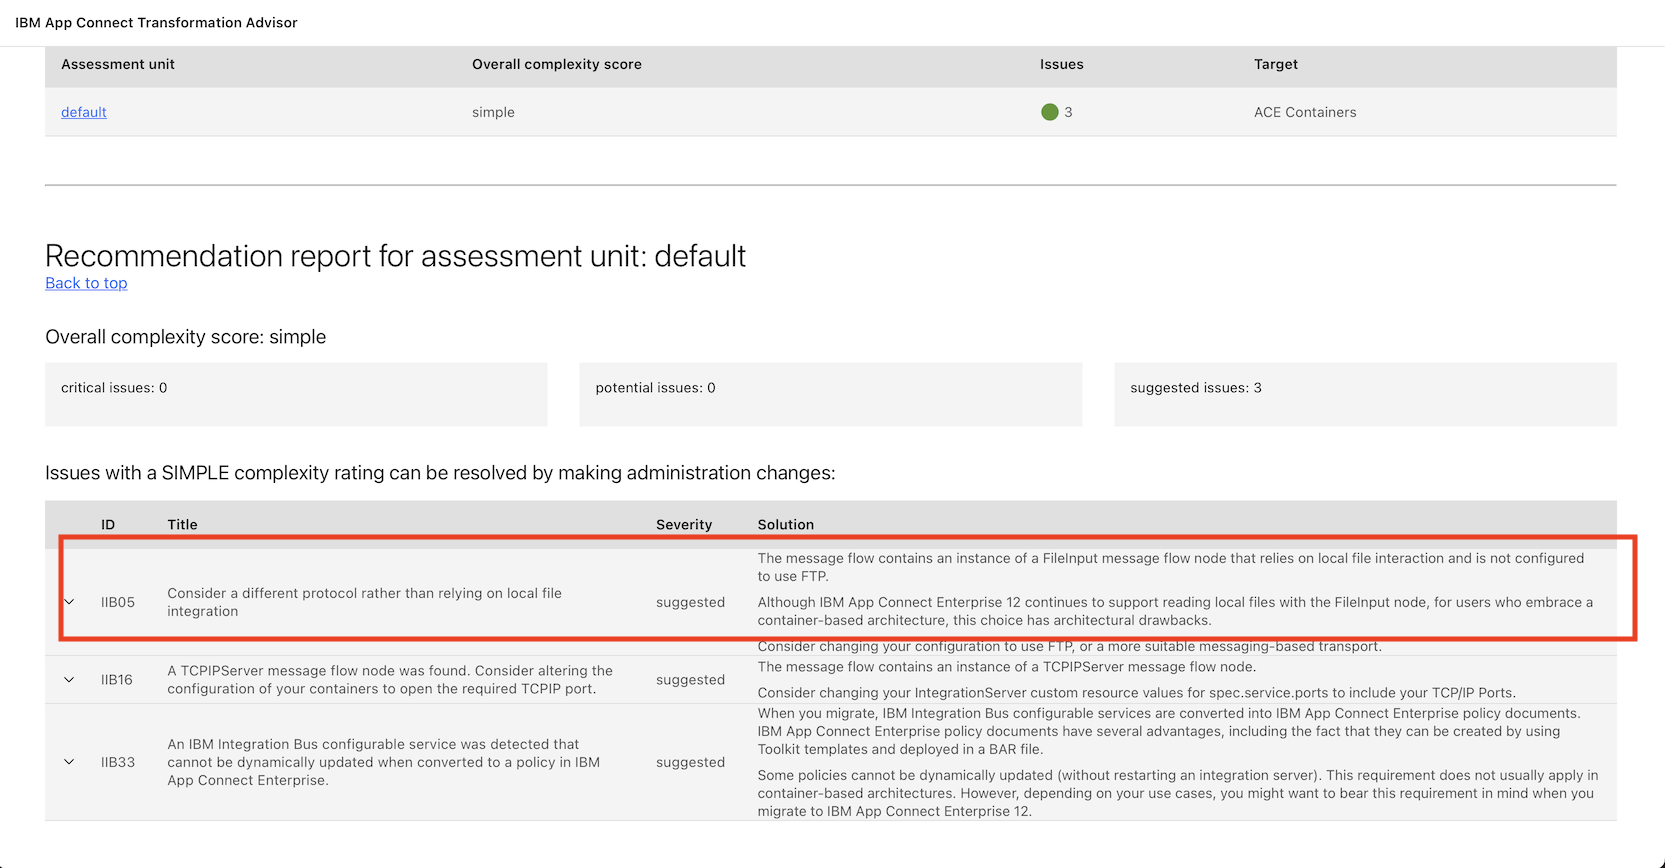 IBM App Connect Transformation Advisor
Assessment unit Overall complexity score Issues Target
default simple 3 ACE Containers
Recommendation report for assessment unit: default
Back to top
Overall complexity score: simple
critical issues: 0 potential issues: 0 suggested issues: 3
Issues with a SIMPLE complexity rating can be resolved by making administration changes:
ID Title Severity Solution
IIB05
Consider a different protocol rather than relying on local file
integration
suggested
The message flow contains an instance of a FileInput message flow node that relies on local file interaction and is not configured
to use FTP.
Although IBM App Connect Enterprise 12 continues to support reading local files with the FileInput node, for users who embrace a
container-based architecture, this choice has architectural drawbacks.
Consider changing your configuration to use FTP, or a more suitable messaging-based transport.
IIB16
A TCPIPServer message flow node was found. Consider altering the
configuration of your containers to open the required TCPIP port.
suggested
The message flow contains an instance of a TCPIPServer message flow node.
Consider changing your IntegrationServer custom resource values for spec.service.ports to include your TCP/IP Ports.
IIB33
An IBM Integration Bus configurable service was detected that
cannot be dynamically updated when converted to a policy in IBM
App Connect Enterprise.
suggested
When you migrate, IBM Integration Bus configurable services are converted into IBM App Connect Enterprise policy documents.
IBM App Connect Enterprise policy documents have several advantages, including the fact that they can be created by using
Toolkit templates and deployed in a BAR file.
Some policies cannot be dynamically updated (without restarting an integration server). This requirement does not usually apply in
container-based architectures. However, depending on your use cases, you might want to bear this requirement in mind when you
migrate to IBM App Connect Enterprise 12.